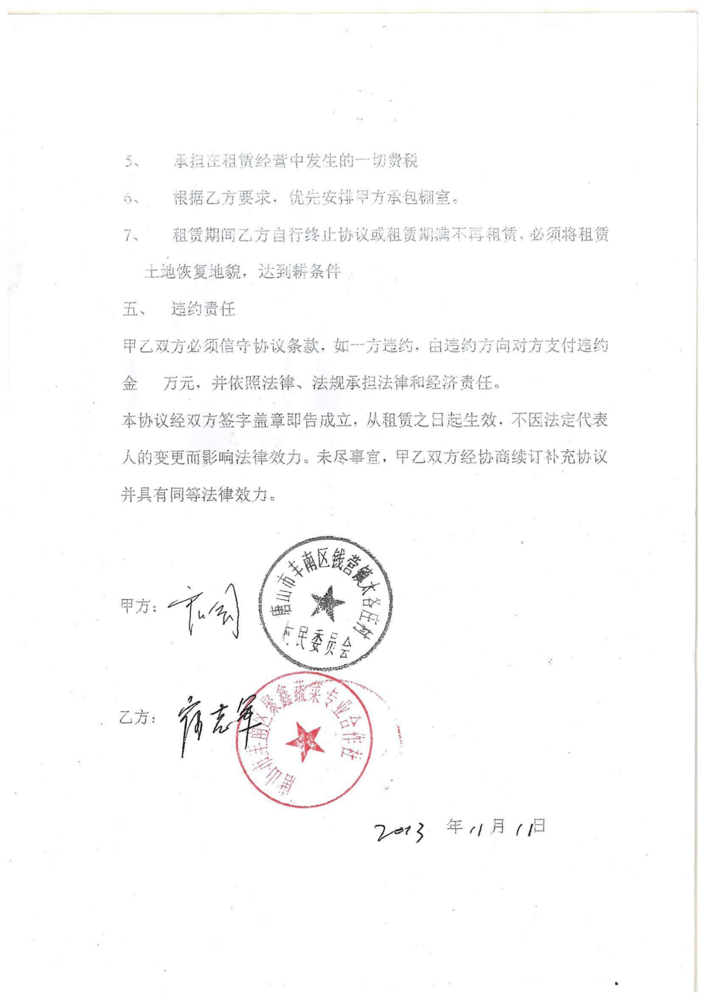 5、 承担在租赁经营中发生的一切费税
6、 根据乙方要求，优先安排甲方承包棚室。
7、 租赁期间乙方自行终止协议或租赁期满不再租赁，必须将租赁
土地恢复地貌，达到耕条件
五、 违约责任
甲乙双方必须信守协议条款，如一方违约，由违约方向对方支付违约
金 万元，并依照法律、法规承担法律和经济责任。
本协议经双方签字盖章即告成立，从租赁之日起生效，不因法定代表
人的变更而影响法律效力。未尽事宜，甲乙双方经协商续订补充协议
并具有同等法律效力。
唐山市丰南区钱营镇大各庄村
村民委员会
甲方：
唐山市丰南区聚鑫蔬菜专业合作社
乙方： 志军
2013 年 11 月 11 日